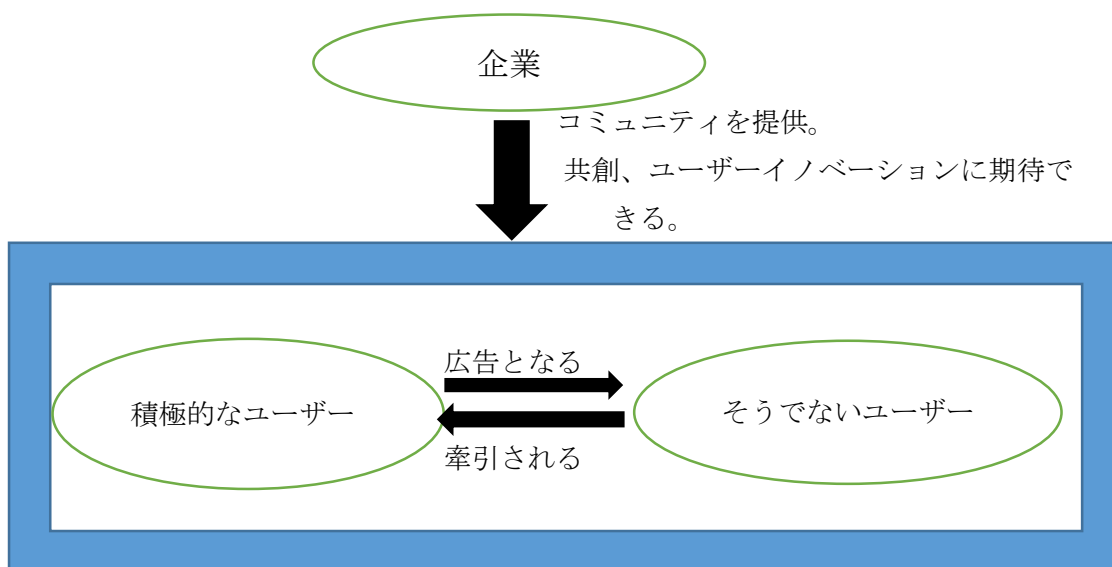 企業
コミュニティを提供。
共創、ユーザーイノベーションに期待で
きる。
広告となる
積極的なユーザー
そうでないユーザー
牽引される